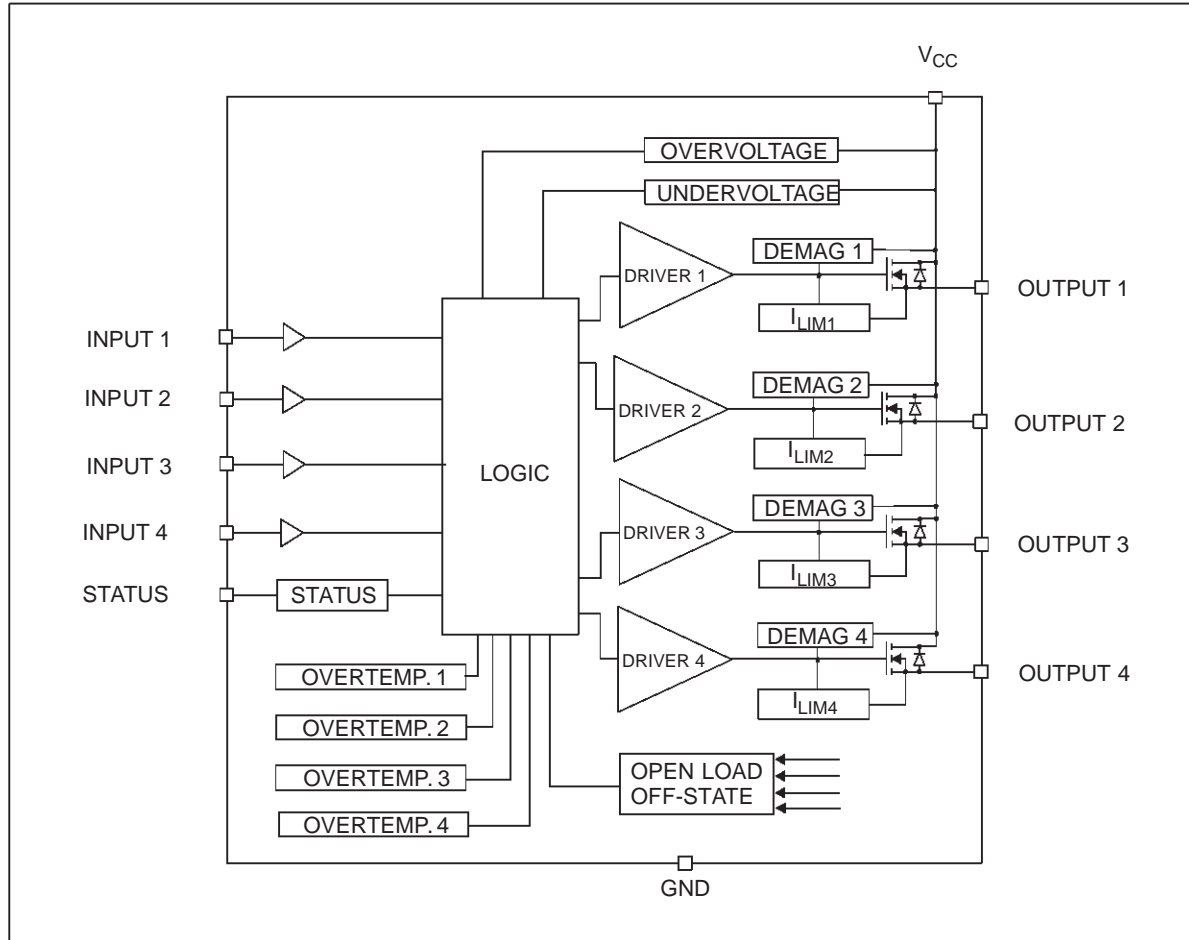 VCC
OVERVOLTAGE
UNDERVOLTAGE
DRIVER 1
DEMAG 1
ILIM1
OUTPUT 1
INPUT 1
INPUT 2
INPUT 3
INPUT 4
STATUS
STATUS
LOGIC
DRIVER 2
DEMAG 2
ILIM2
OUTPUT 2
DRIVER 3
DEMAG 3
ILIM3
OUTPUT 3
DRIVER 4
DEMAG 4
ILIM4
OUTPUT 4
OVERTEMP. 1
OVERTEMP. 2
OVERTEMP. 3
OVERTEMP. 4
OPEN LOAD
OFF-STATE
GND